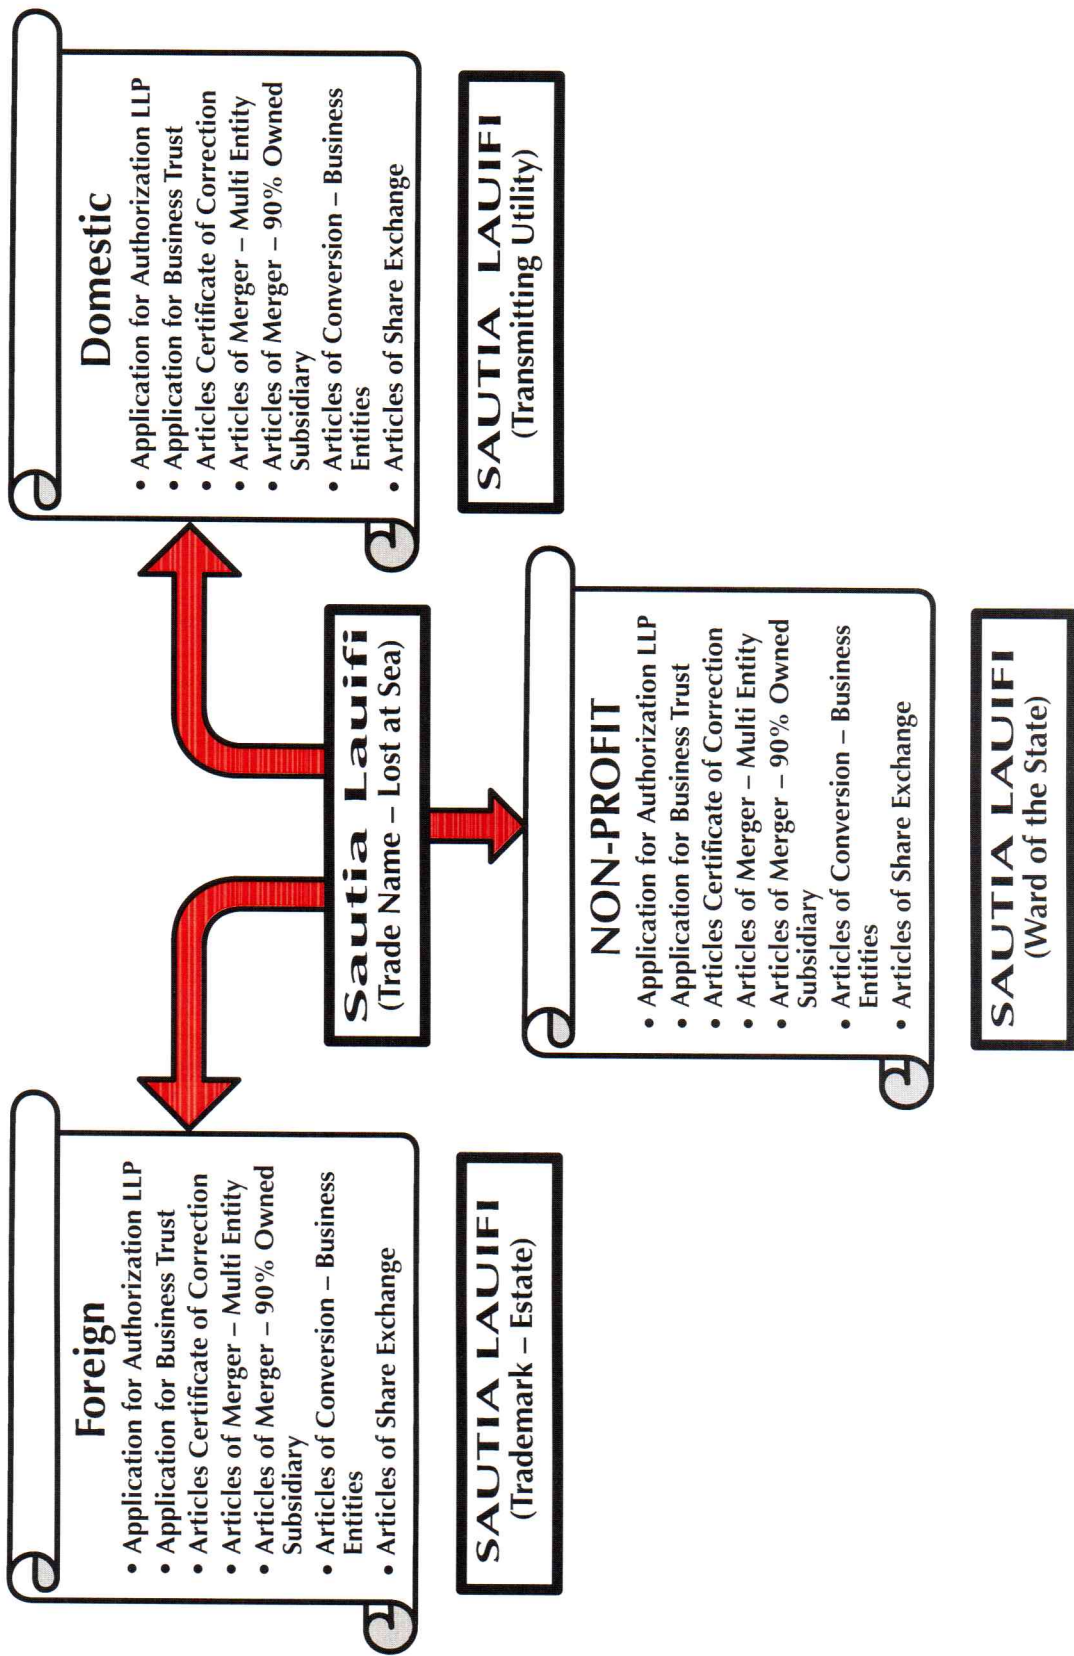 Foreign
• Application for Authorization LLP
• Application for Business Trust
• Articles Certificate of Correction
• Articles of Merger – Multi Entity
• Articles of Merger – 90% Owned
Subsidiary
• Articles of Conversion – Business
Entities
• Articles of Share Exchange
SAUTIA LAUIFI
(Trademark – Estate)
Sautia Lauifi
(Trade Name – Lost at Sea)
Domestic
• Application for Authorization LLP
• Application for Business Trust
• Articles Certificate of Correction
• Articles of Merger – Multi Entity
• Articles of Merger – 90% Owned
Subsidiary
• Articles of Conversion – Business
Entities
• Articles of Share Exchange
SAUTIA LAUIFI
(Transmitting Utility)
NON-PROFIT
• Application for Authorization LLP
• Application for Business Trust
• Articles Certificate of Correction
• Articles of Merger – Multi Entity
• Articles of Merger – 90% Owned
Subsidiary
• Articles of Conversion – Business
Entities
• Articles of Share Exchange
SAUTIA LAUIFI
(Ward of the State)